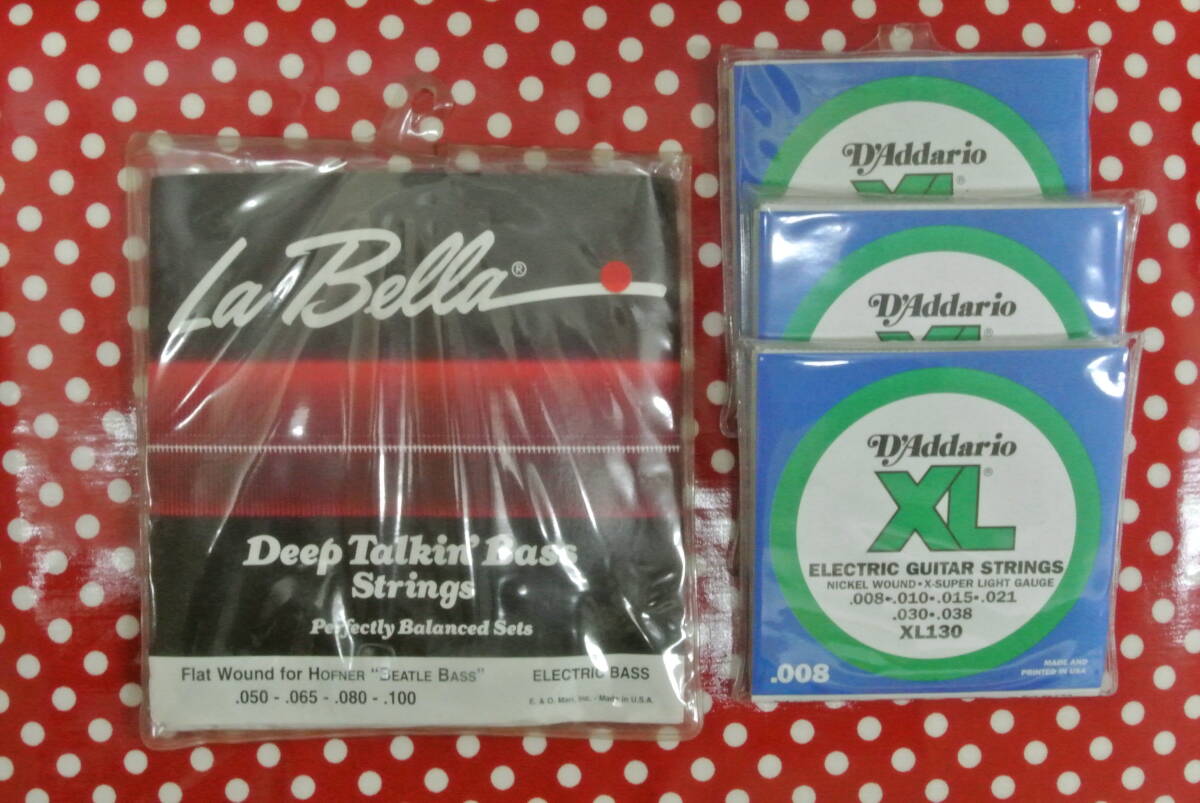 La Bella®
Deep Talkin' Bass
Strings
Perfectly Balanced Sets
Flat Wound for HOFNER "BEATLE BASS"
ELECTRIC BASS
.050 - .065 - .080 - .100
E. & O. Mari, Inc. - Made in U.S.A.
D'Addario
XL®
D'Addario
XL®
D'Addario
XL®
ELECTRIC GUITAR STRINGS
NICKEL WOUND • X-SUPER LIGHT GAUGE
.008 • .010 • .015 • .021
.030 • .038
XL130
.008
MADE AND
PRINTED IN USA